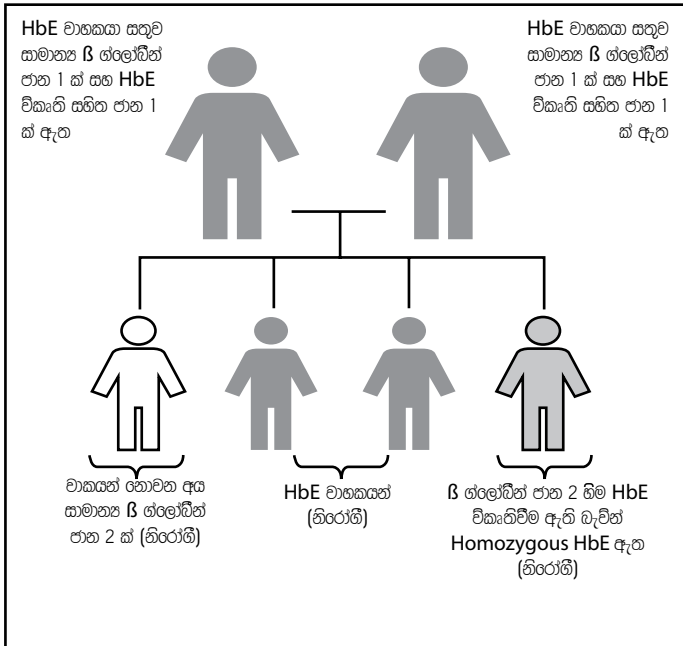 HbE වාහකයා සතුව
සාමාන්‍ය ß ග්ලෝබීන්
ජාන 1 ක් සහ HbE
විකෘති සහිත ජාන 1
ක් ඇත
HbE වාහකයා සතුව
සාමාන්‍ය ß ග්ලෝබීන්
ජාන 1 ක් සහ HbE
විකෘති සහිත ජාන 1
ක් ඇත
වාකයන් නොවන අය
සාමාන්‍ය ß ග්ලෝබීන්
ජාන 2 ක් (නිරෝගී)
HbE වාහකයන්
(නිරෝගී)
ß ග්ලෝබීන් ජාන 2 හිම HbE
විකෘතිවීම ඇති බැවින්
Homozygous HbE ඇත
(නිරෝගී)